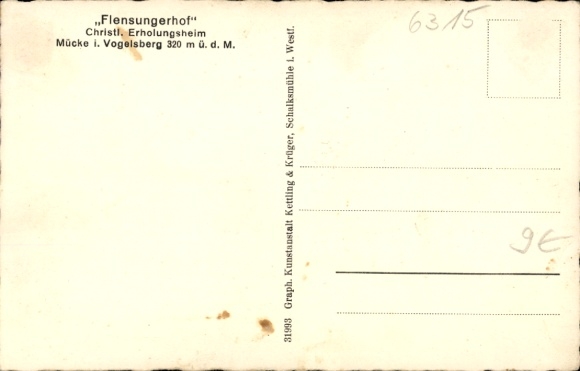 „Flensungerhof“
Christl. Erholungsheim
Mücke i. Vogelsberg 320 m ü. d. M.
31993 Graph. Kunstanstalt Kettling & Krüger, Schalksmühle i. Westf.
6315
9€